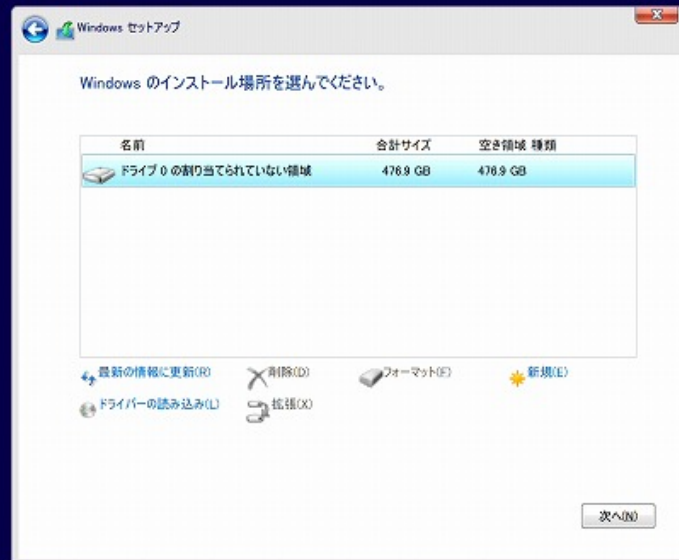 Windows セットアップ
Windows のインストール場所を選んでください。
名前 合計サイズ 空き領域 種類
ドライブ 0 の割り当てられていない領域 476.9 GB 476.9 GB
最新の情報に更新(R) 削除(D) フォーマット(F) 新規(E)
ドライバーの読み込み(L) 拡張(X)
次へ(N)